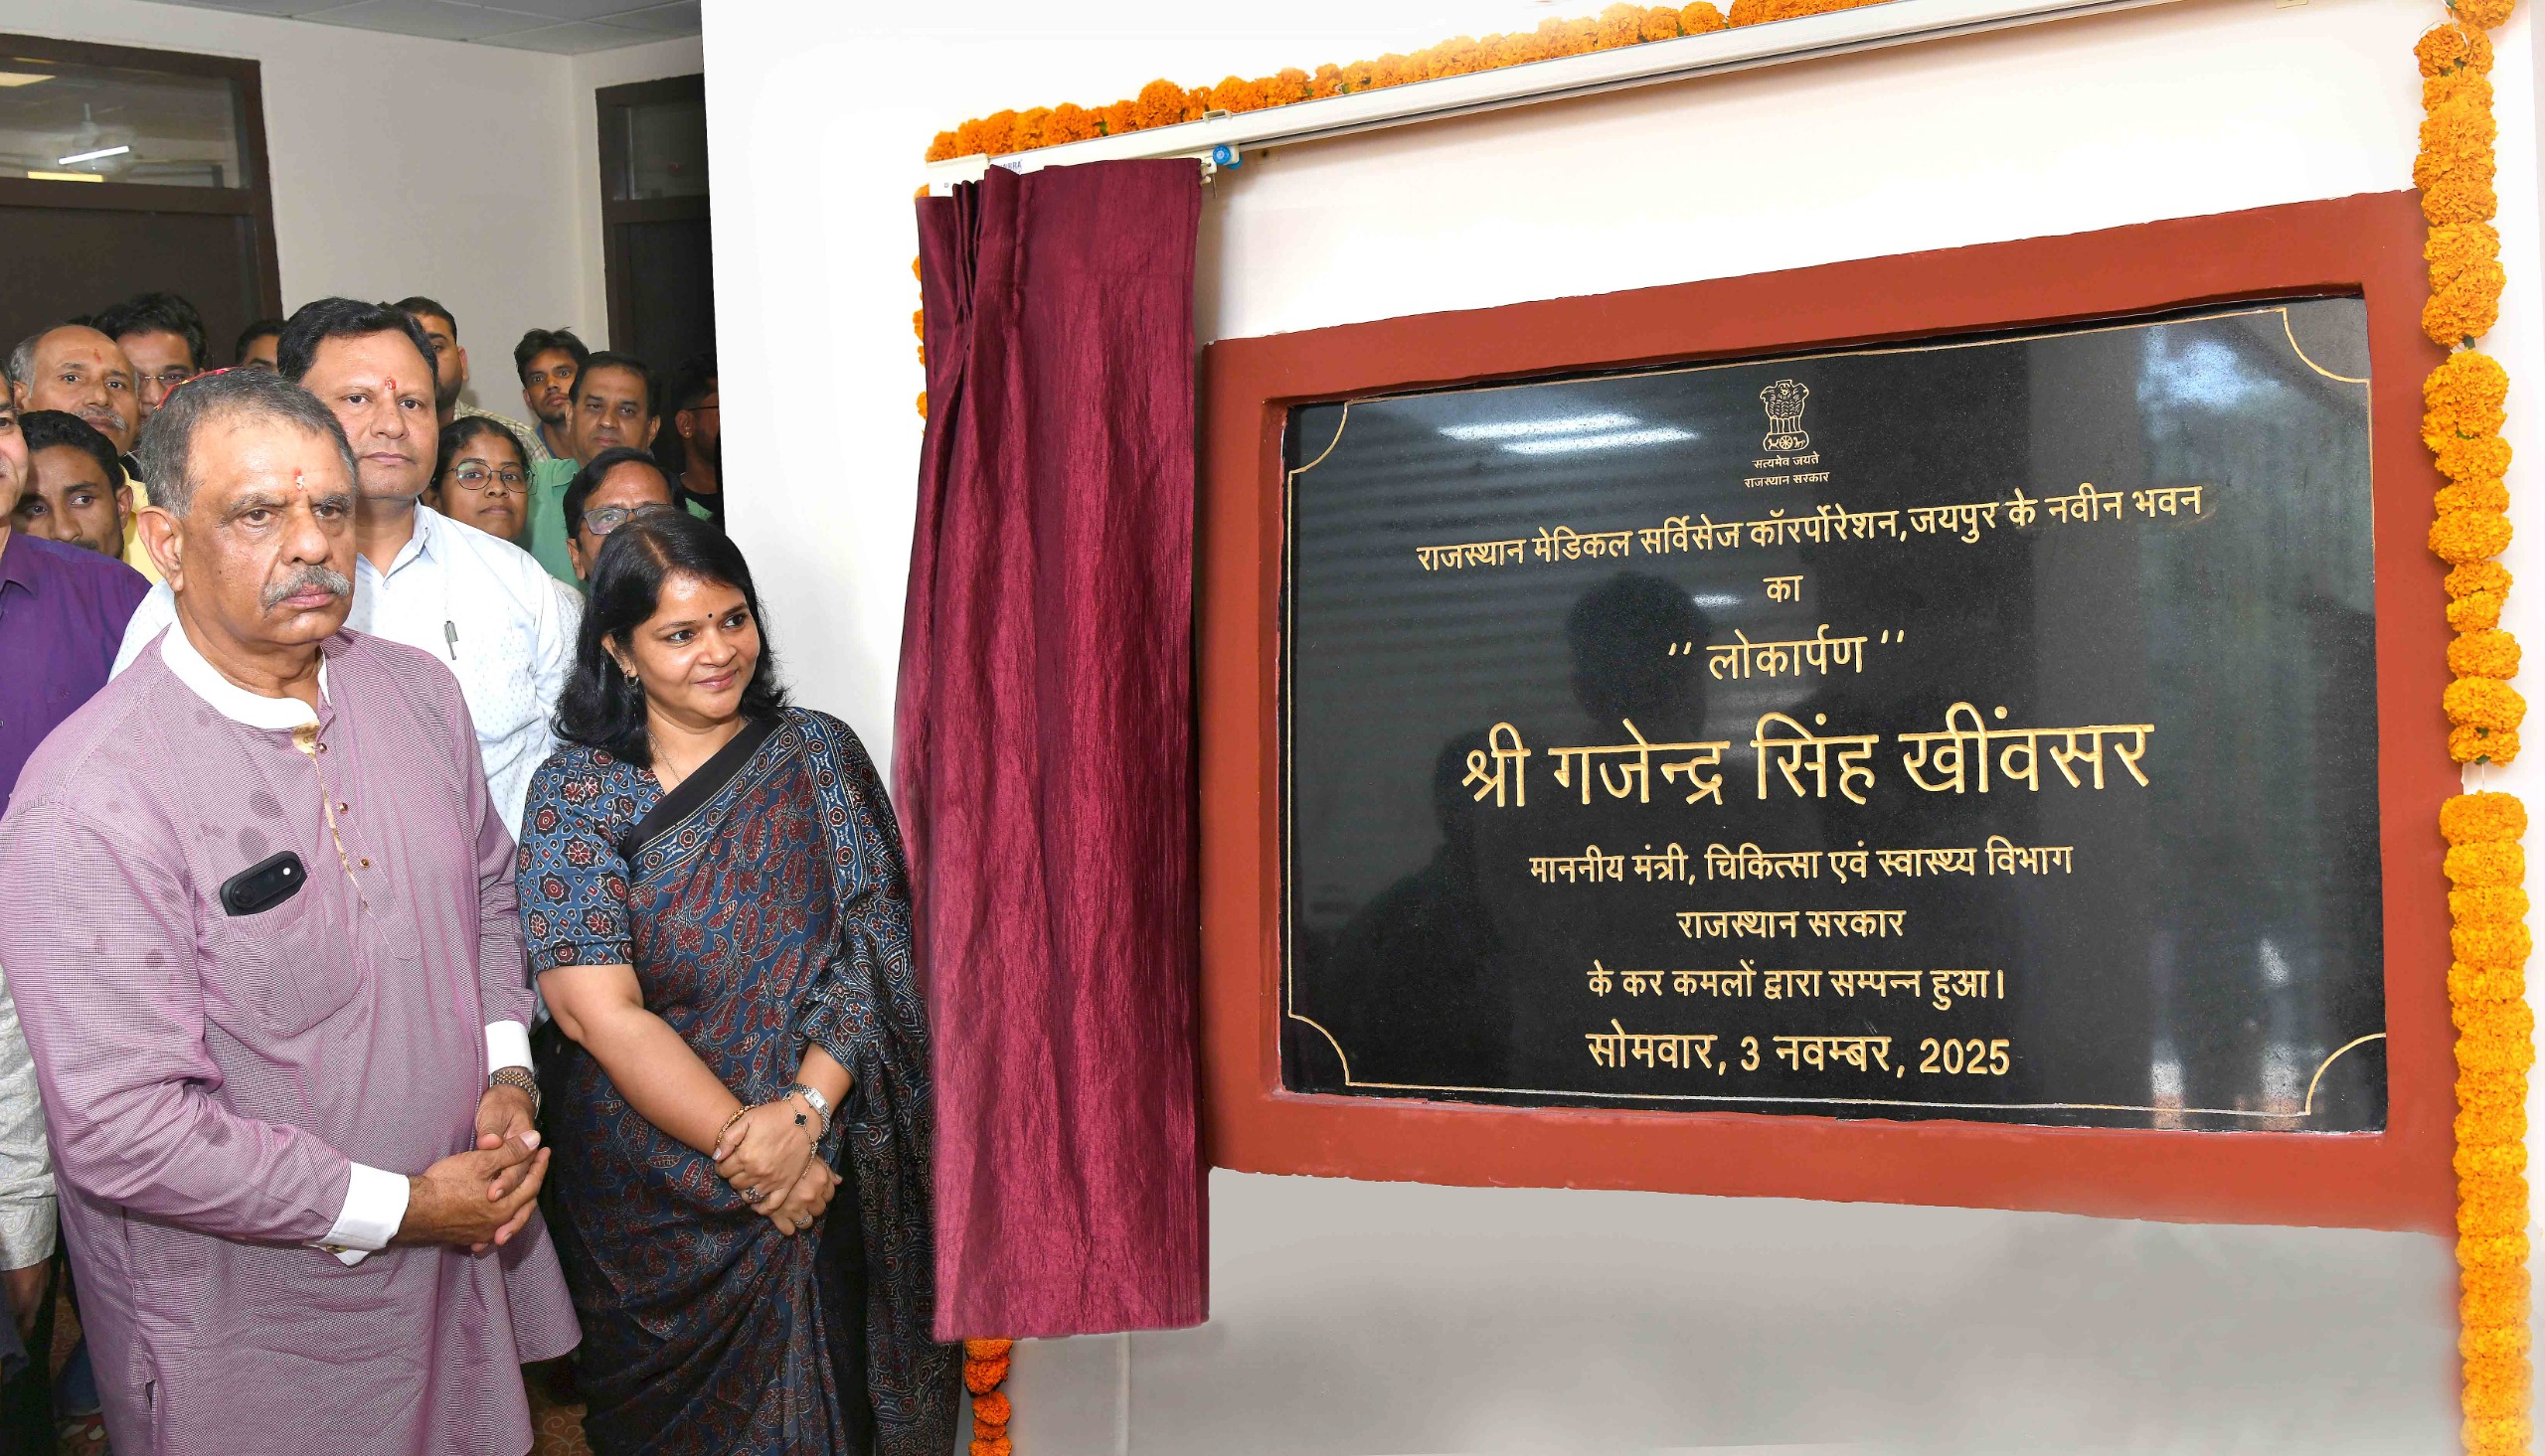 सत्यमेव जयते
राजस्थान सरकार
राजस्थान मेडिकल सर्विसेज कॉरर्पोरेशन,जयपुर के नवीन भवन
का
'' लोकार्पण ''
श्री गजेन्द्र सिंह खींवसर
माननीय मंत्री, चिकित्सा एवं स्वास्थ्य विभाग
राजस्थान सरकार
के कर कमलों द्वारा सम्पन्न हुआ।
सोमवार, 3 नवम्बर, 2025